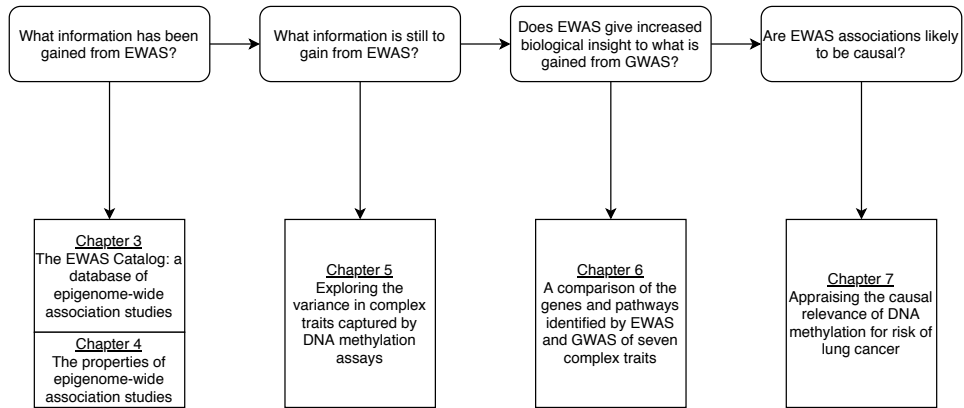 What information has been
gained from EWAS?
What information is still to
gain from EWAS?
Does EWAS give increased
biological insight to what is
gained from GWAS?
Are EWAS associations likely
to be causal?
Chapter 3
The EWAS Catalog: a
database of
epigenome-wide
association studies
Chapter 4
The properties of
epigenome-wide
association studies
Chapter 5
Exploring the
variance in complex
traits captured by
DNA methylation
assays
Chapter 6
A comparison of the
genes and pathways
identified by EWAS
and GWAS of seven
complex traits
Chapter 7
Appraising the causal
relevance of DNA
methylation for risk of
lung cancer